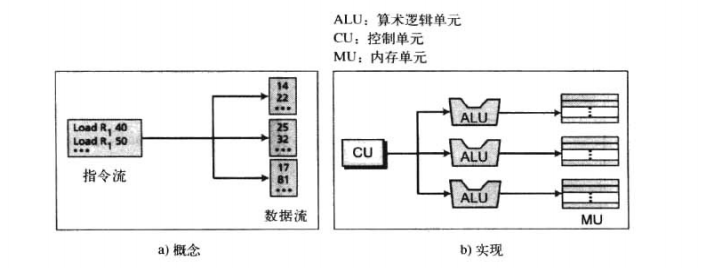 ALU：算术逻辑单元
CU：控制单元
MU：内存单元
Load R1 40
Load R1 50
•••
指令流
14
22
•••
25
32
•••
17
81
•••
数据流
a) 概念
CU
ALU
ALU
ALU
MU
b) 实现